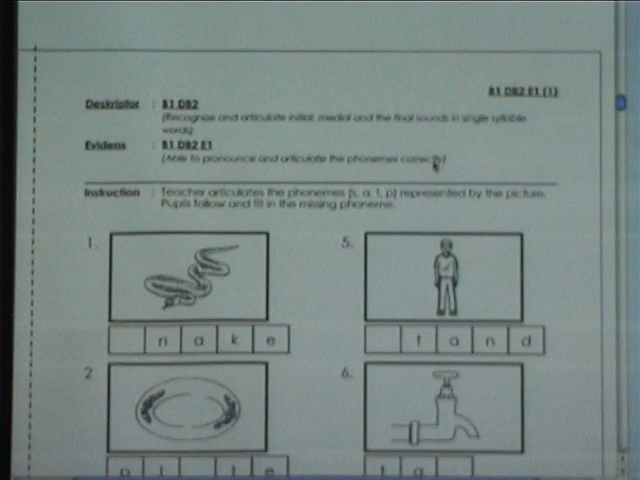 B1 DB2 E1 (1)
Deskriptor : B1 DB2
(Recognise and articulate initial, medial and the final sounds in single syllable
words)
Evidens : B1 DB2 E1
(Able to pronounce and articulate the phonemes correctly)
Instruction : Teacher articulates the phonemes (s, a, t, p) represented by the picture.
Pupils follow and fill in the missing phoneme.
1. 5.
n a k e t a n d
2 6.
p l t e t a